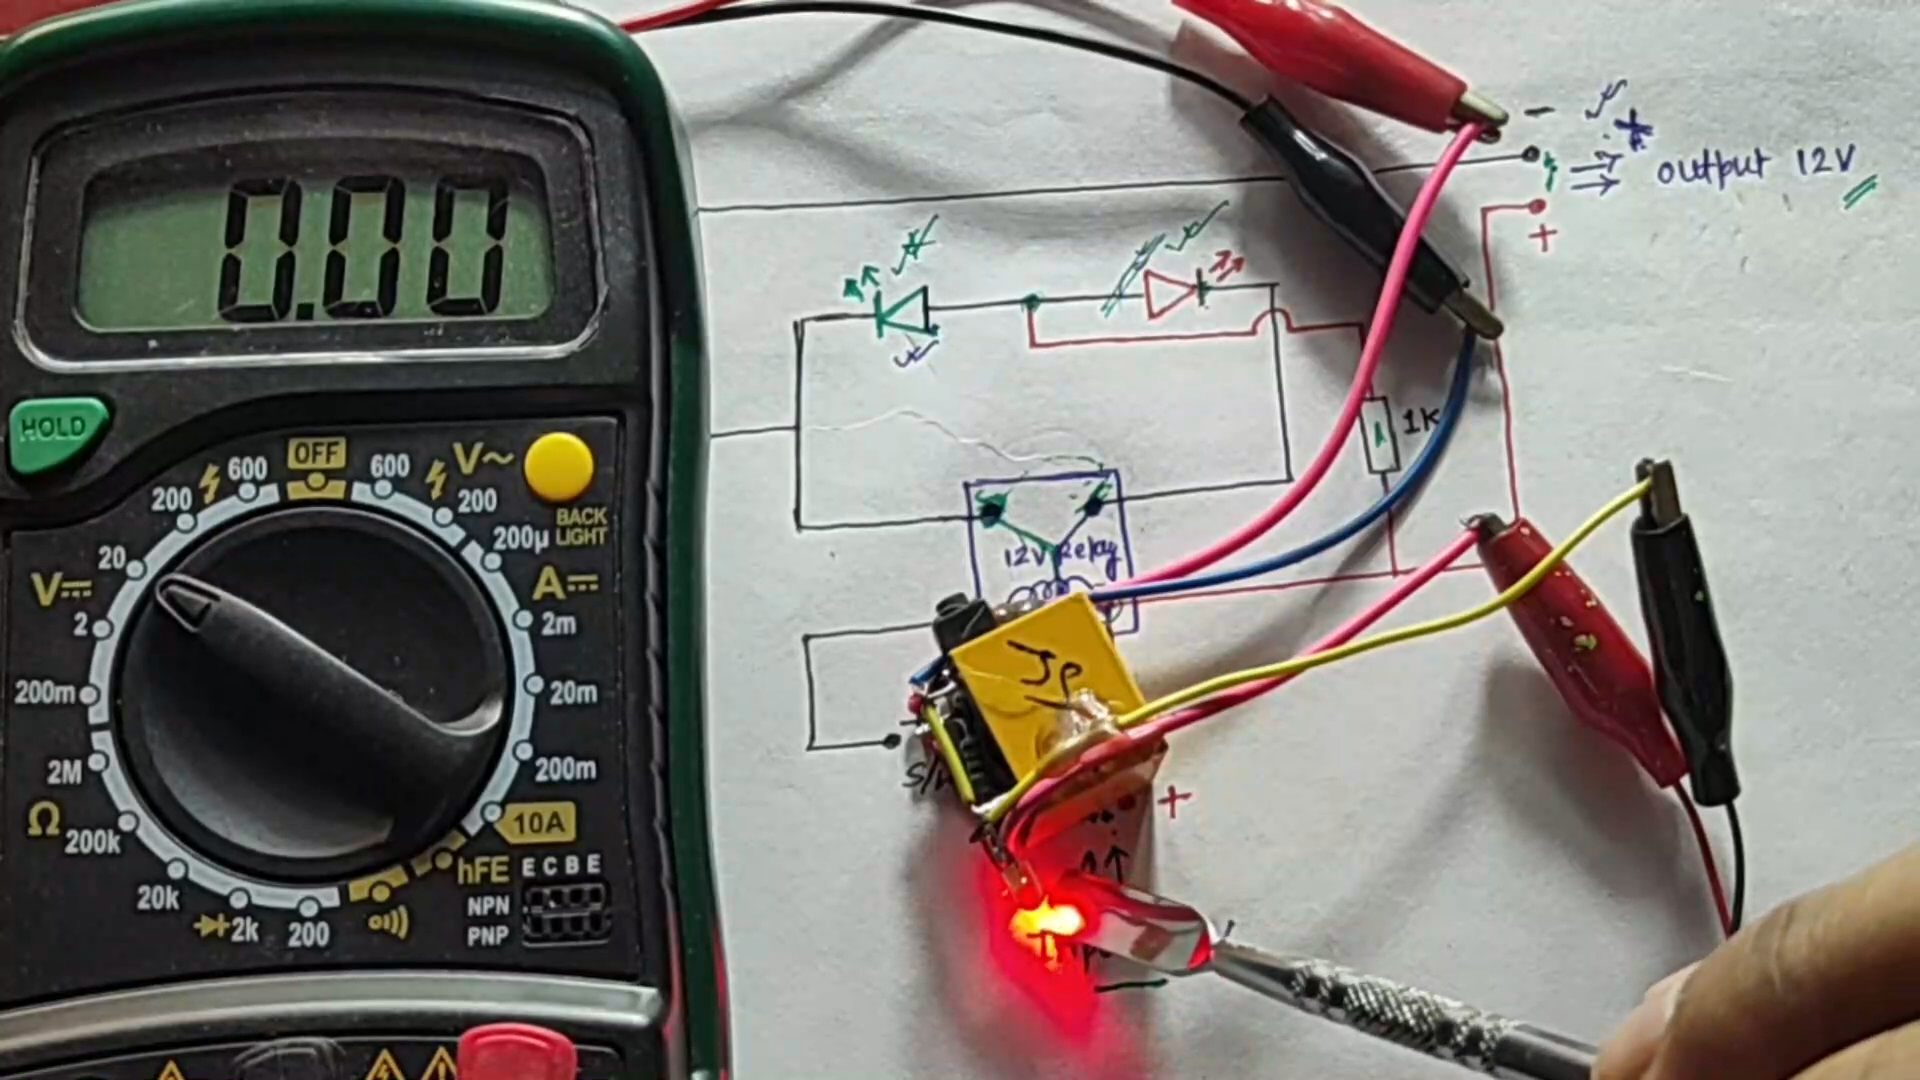 0.00
HOLD
OFF
600
600
V~
200
200
BACK
LIGHT
200µ
20
V
A
2
2m
200m
20m
2M
200m
Ω
200k
10A
hFE
E C B E
20k
NPN
2k
200
PNP
-
output 12V
+
1K
12V Relay
JP
+